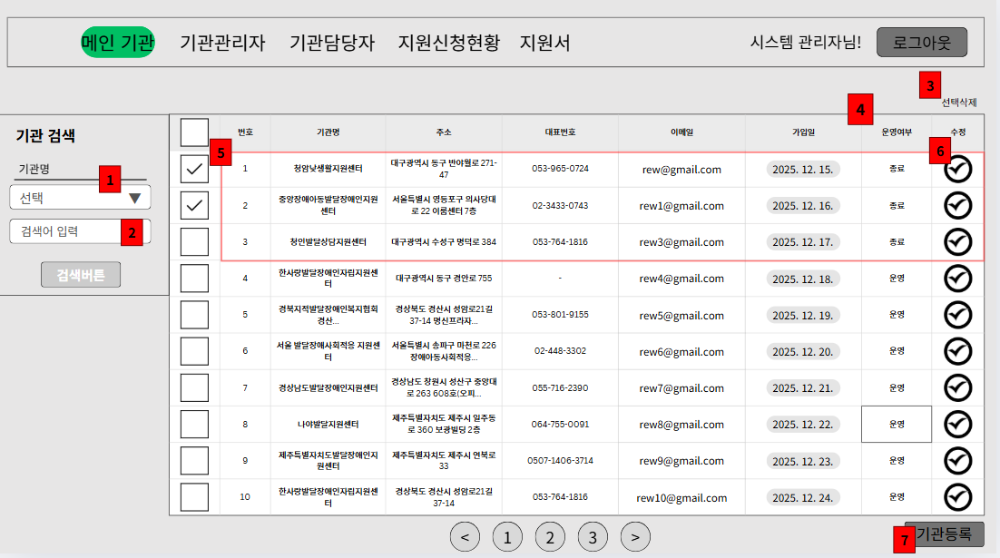 메인 기관 기관관리자 기관담당자 지원신청현황 지원서 시스템 관리자님! 로그아웃
3
선택삭제
4
기관 검색
기관명
1
선택
검색어 입력
2
검색버튼
번호 기관명 주소 대표번호 이메일 가입일 운영여부 수정
5
6
1 청암낮생활지원센터 대구광역시 동구 반야월로 271-
47 053-965-0724 rew@gmail.com 2025. 12. 15. 종료
2 중앙장애아동발달장애인지원
센터 서울특별시 영등포구 의사당대
로 22 이룸센터 7층 02-3433-0743 rew1@gmail.com 2025. 12. 16. 종료
3 청인발달상담지원센터 대구광역시 수성구 명덕로 384 053-764-1816 rew3@gmail.com 2025. 12. 17. 종료
4 한사랑발달장애인자립지원센
터 대구광역시 동구 경안로 755 - rew4@gmail.com 2025. 12. 18. 운영
5 경북지적발달장애인복지협회
경산... 경상북도 경산시 성암로21길
37-14 명신프라자... 053-801-9155 rew5@gmail.com 2025. 12. 19. 운영
6 서울 발달장애사회적응 지원센
터 서울특별시 송파구 마천로 226
장애아동사회적응... 02-448-3302 rew6@gmail.com 2025. 12. 20. 운영
7 경상남도발달장애인지원센터 경상남도 창원시 성산구 중앙대
로 263 608호(오피... 055-716-2390 rew7@gmail.com 2025. 12. 21. 운영
8 나야발달지원센터 제주특별자치도 제주시 일주동
로 360 보광빌딩 2층 064-755-0091 rew8@gmail.com 2025. 12. 22. 운영
9 제주특별자치도발달장애인지
원센터 제주특별자치도 제주시 연북로
33 0507-1406-3714 rew9@gmail.com 2025. 12. 23. 운영
10 한사랑발달장애인자립지원센
터 경상북도 경산시 성암로21길
37-14 053-764-1816 rew10@gmail.com 2025. 12. 24. 운영
< 1 2 3 >
7
기관등록